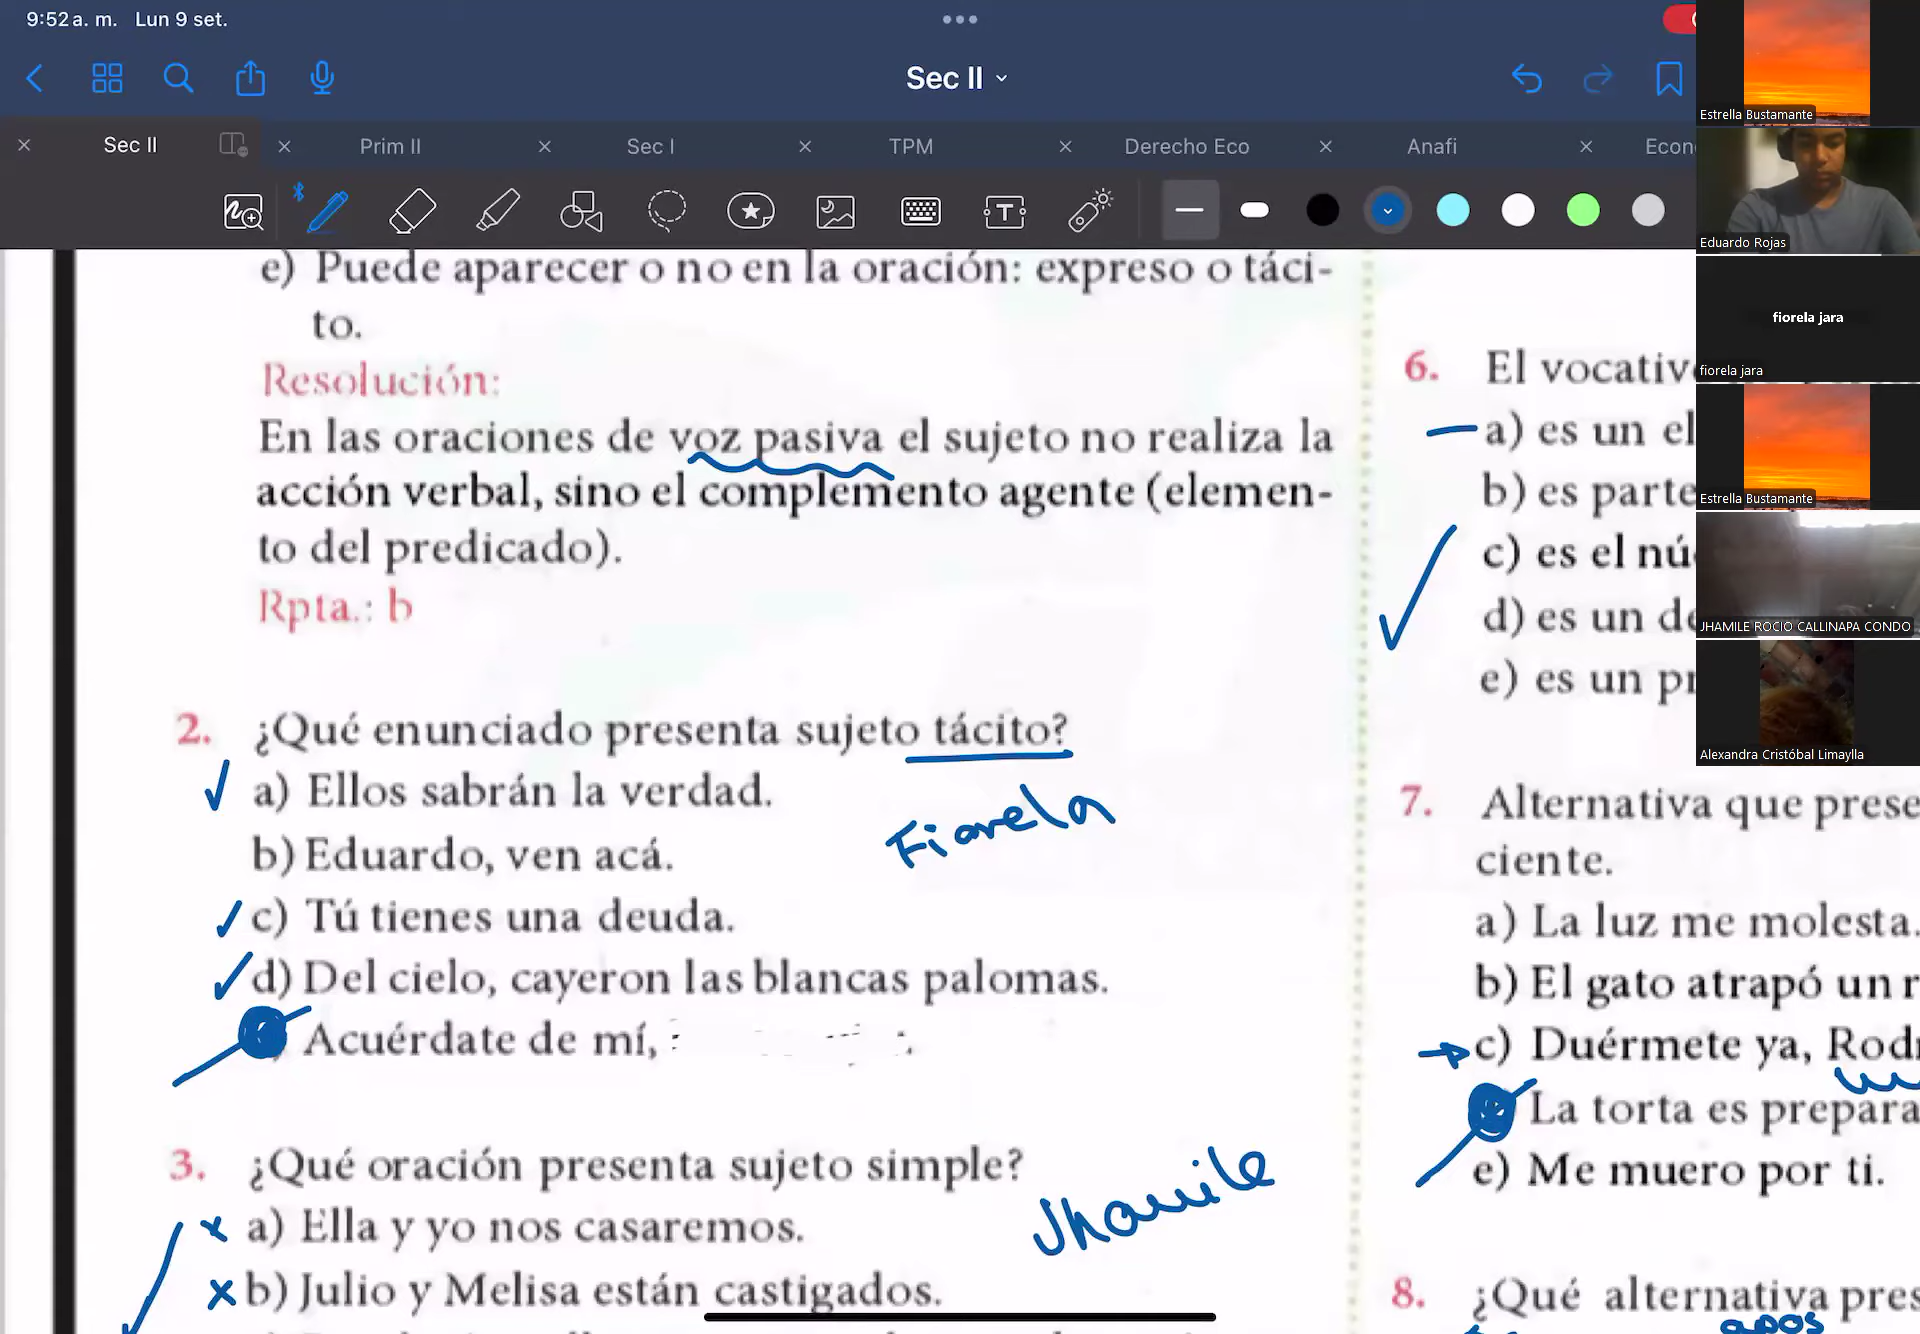 9:52 a. m. Lun 9 set.
Sec II
Sec II
Prim II
Sec I
TPM
Derecho Eco
Anafi
Econ
e) Puede aparecer o no en la oración: expreso o táci-
to.
Resolución:
En las oraciones de voz pasiva el sujeto no realiza la
acción verbal, sino el complemento agente (elemen-
to del predicado).
Rpta.: b
2. ¿Qué enunciado presenta sujeto tácito?
a) Ellos sabrán la verdad.
Fiorela
b) Eduardo, ven acá.
c) Tú tienes una deuda.
d) Del cielo, cayeron las blancas palomas.
Acuérdate de mí,
3. ¿Qué oración presenta sujeto simple?
Jhamile
a) Ella y yo nos casaremos.
b) Julio y Melisa están castigados.
6. El vocativ
a) es un el
b) es parte
c) es el nú
d) es un de
e) es un pr
7. Alternativa que prese
ciente.
a) La luz me molesta.
b) El gato atrapó un r
c) Duérmete ya, Rodr
La torta es prepara
e) Me muero por ti.
8. ¿Qué alternativa pres
apos
Estrella Bustamante
Eduardo Rojas
fiorela jara
fiorela jara
Estrella Bustamante
JHAMILE ROCIO CALLINAPA CONDO
Alexandra Cristóbal Limaylla